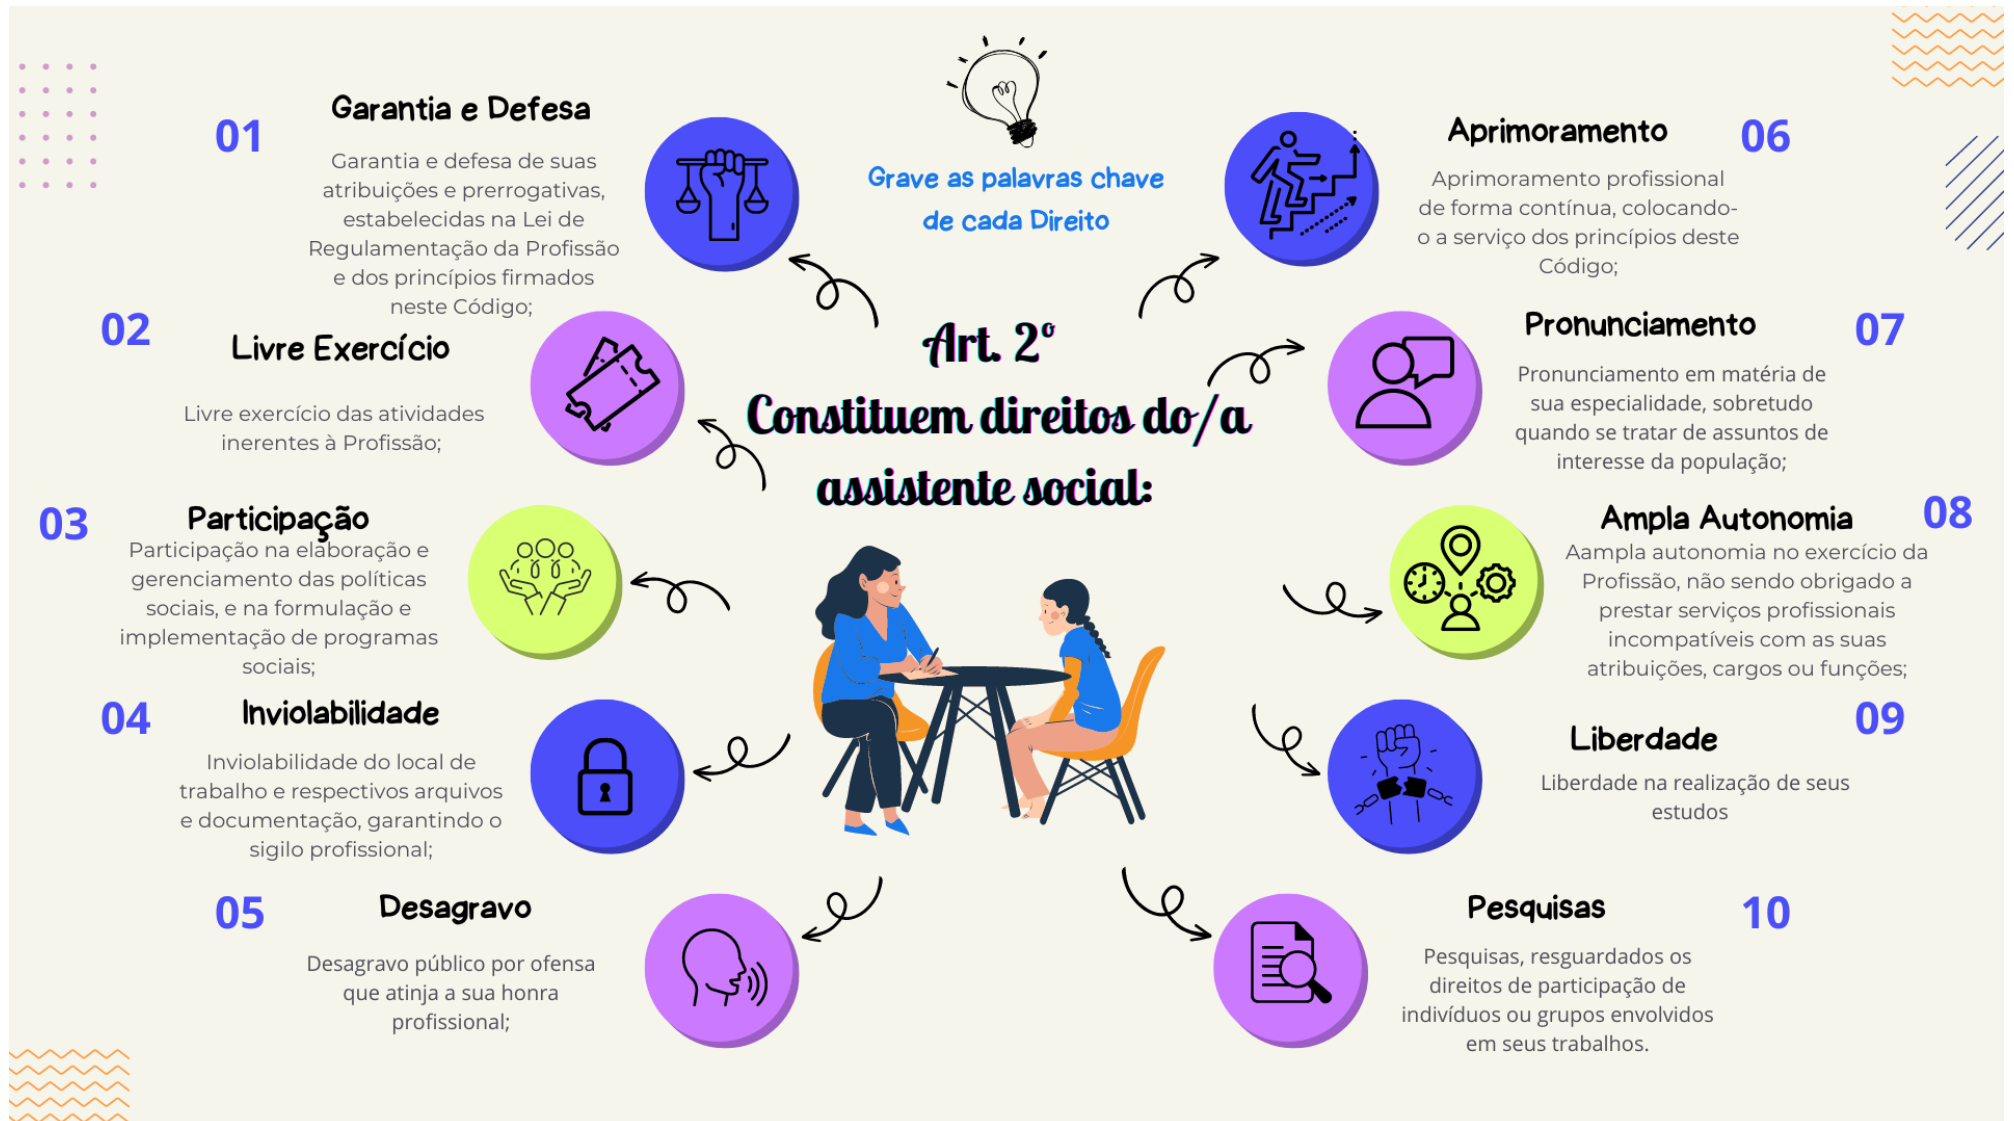 Grave as palavras chave
de cada Direito
Art. 2º
Constituem direitos do/a
assistente social:
01
Garantia e Defesa
Garantia e defesa de suas
atribuições e prerrogativas,
estabelecidas na Lei de
Regulamentação da Profissão
e dos princípios firmados
neste Código;
02
Livre Exercício
Livre exercício das atividades
inerentes à Profissão;
03
Participação
Participação na elaboração e
gerenciamento das políticas
sociais, e na formulação e
implementação de programas
sociais;
04
Inviolabilidade
Inviolabilidade do local de
trabalho e respectivos arquivos
e documentação, garantindo o
sigilo profissional;
05
Desagravo
Desagravo público por ofensa
que atinja a sua honra
profissional;
Aprimoramento
06
Aprimoramento profissional
de forma contínua, colocando-
o a serviço dos princípios deste
Código;
Pronunciamento
07
Pronunciamento em matéria de
sua especialidade, sobretudo
quando se tratar de assuntos de
interesse da população;
Ampla Autonomia
08
Aampla autonomia no exercício da
Profissão, não sendo obrigado a
prestar serviços profissionais
incompatíveis com as suas
atribuições, cargos ou funções;
09
Liberdade
Liberdade na realização de seus
estudos
Pesquisas
10
Pesquisas, resguardados os
direitos de participação de
indivíduos ou grupos envolvidos
em seus trabalhos.